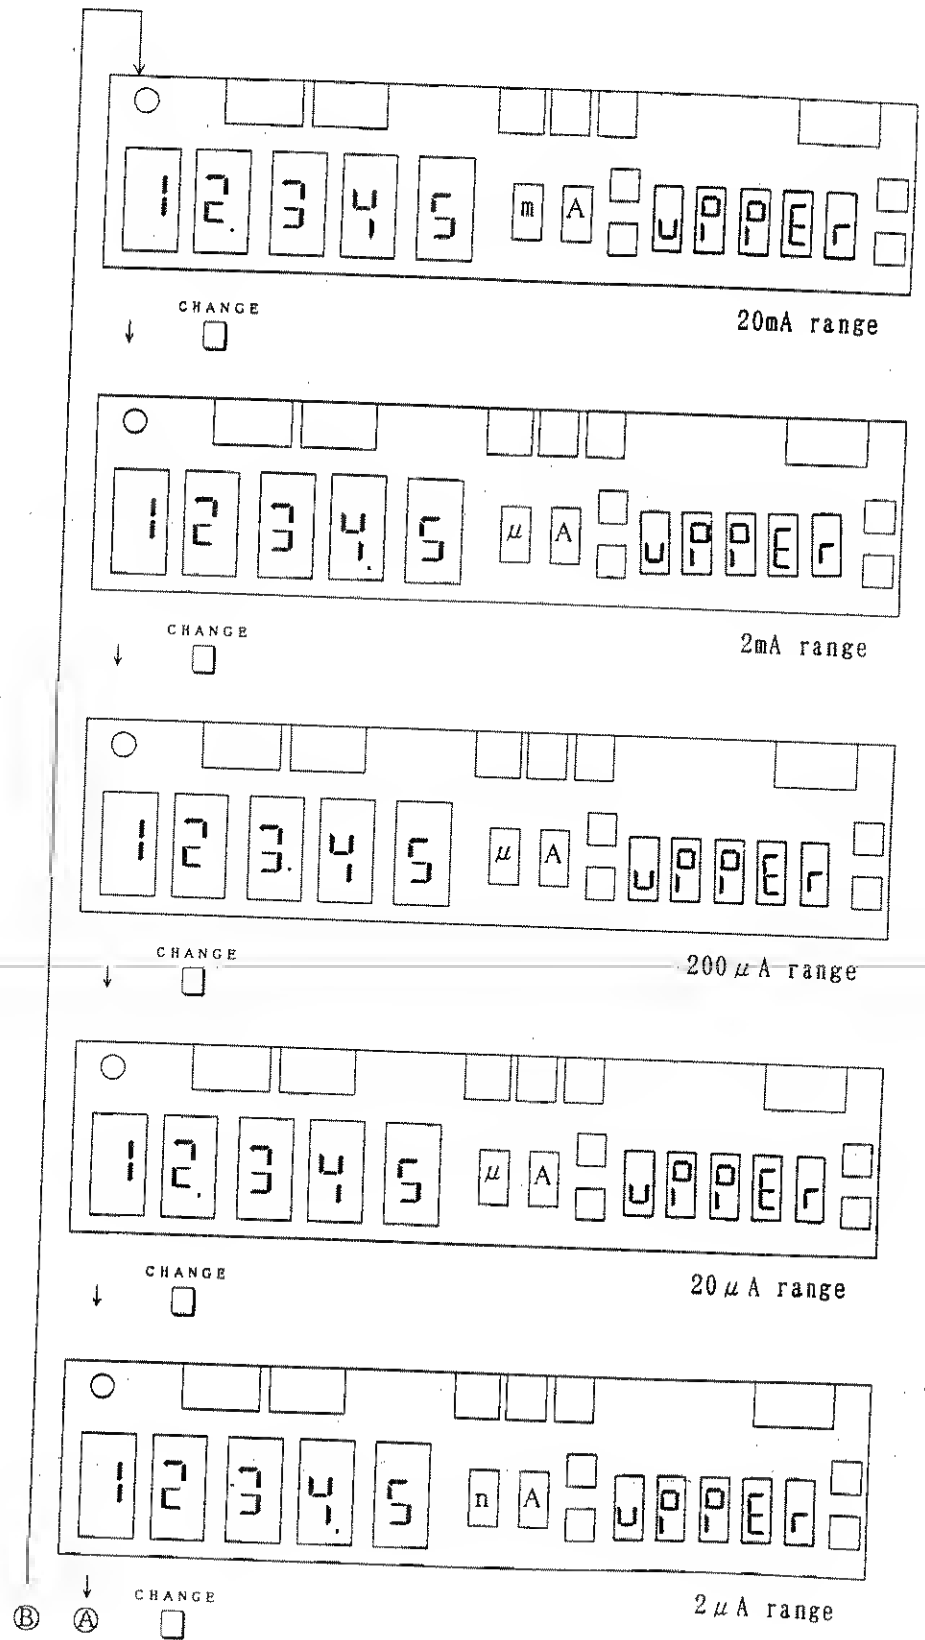 12.345 mA uPPEr
CHANGE
20mA range
↓
1234.5 μA uPPEr
CHANGE
2mA range
↓
123.45 μA uPPEr
CHANGE
200μA range
↓
12.345 μA uPPEr
CHANGE
20μA range
↓
1234.5 nA uPPEr
CHANGE
2μA range
↓
Ⓑ Ⓐ